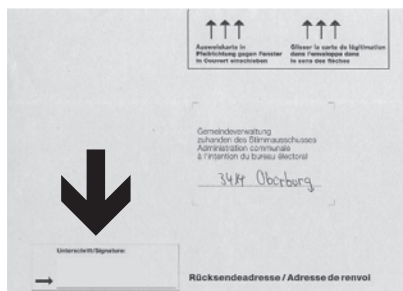 Ausweiskarte in
Pfeilrichtung gegen Fenster
in Couvert einschieben
Glisser la carte de légitimation
dans l'enveloppe dans
le sens des flèches
Gemeindeverwaltung
zuhanden des Stimmausschusses
Administration communale
à l'intention du bureau électoral
3414 Oberburg
Unterschrift/Signature:
Rücksendeadresse / Adresse de renvoi